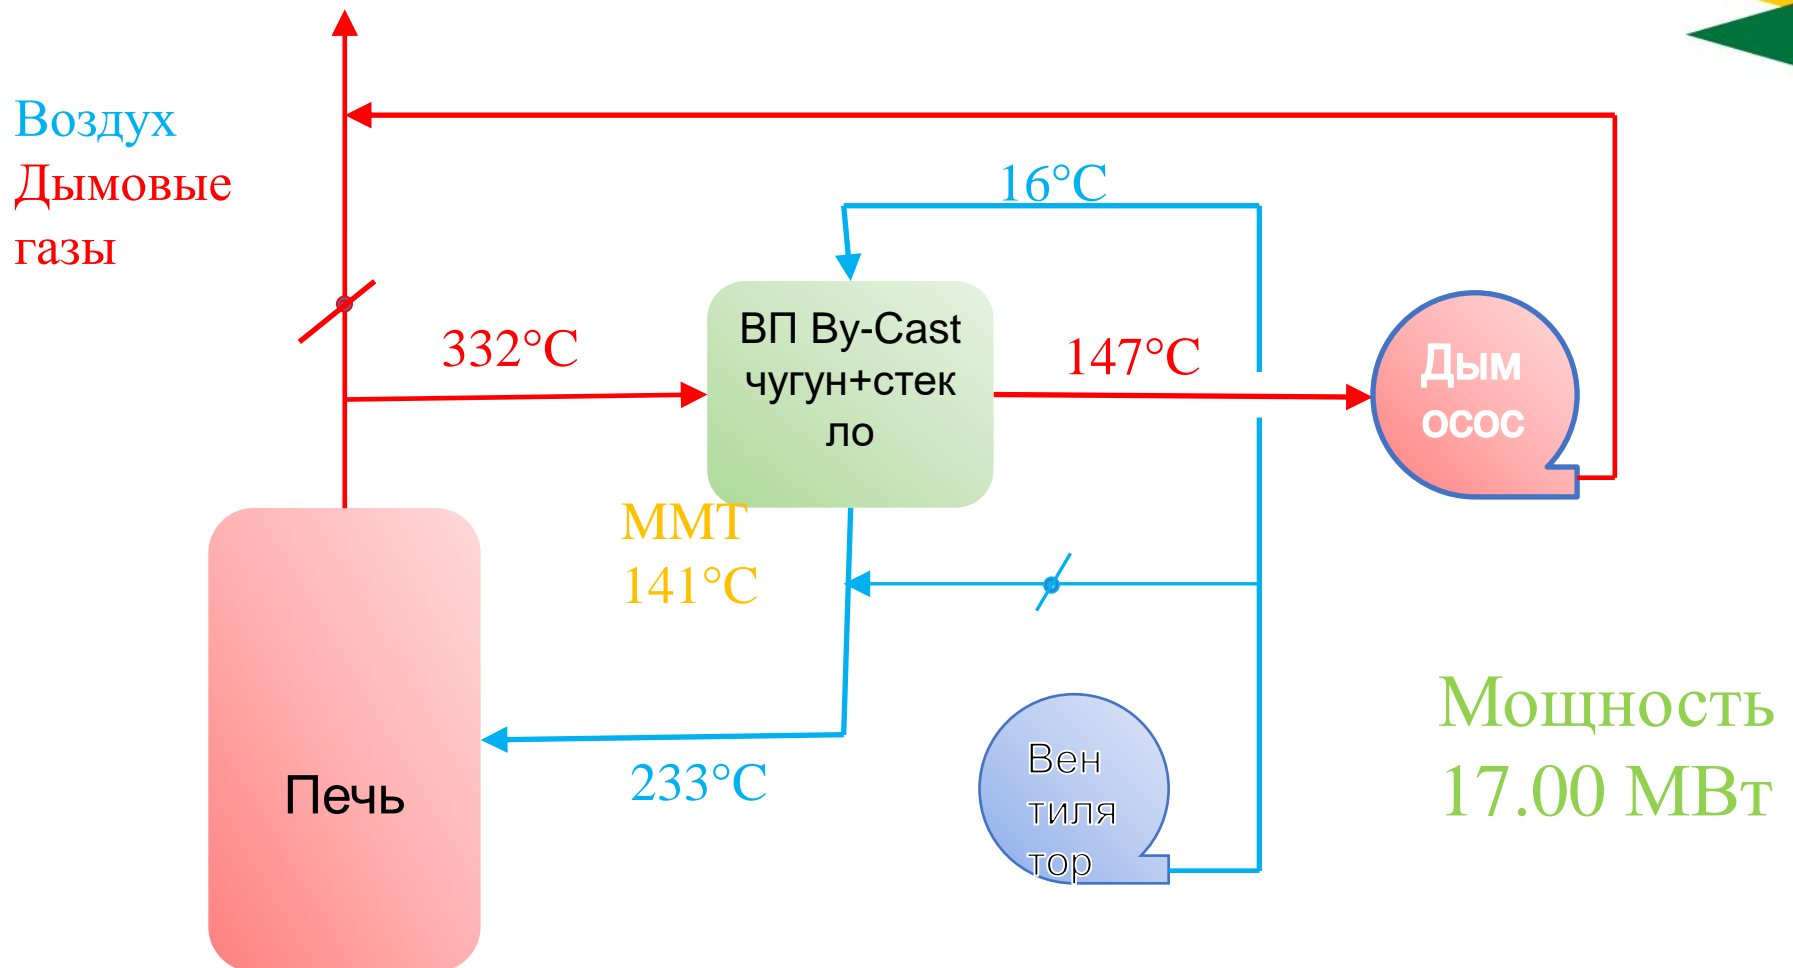 Воздух
Дымовые
газы
16°C
332°C
ВП By-Cast
чугун+стек
ло
147°C
Дым
осос
ММТ
141°C
Мощность
17.00 МВт
233°C
Печь
Вен
тиля
тор